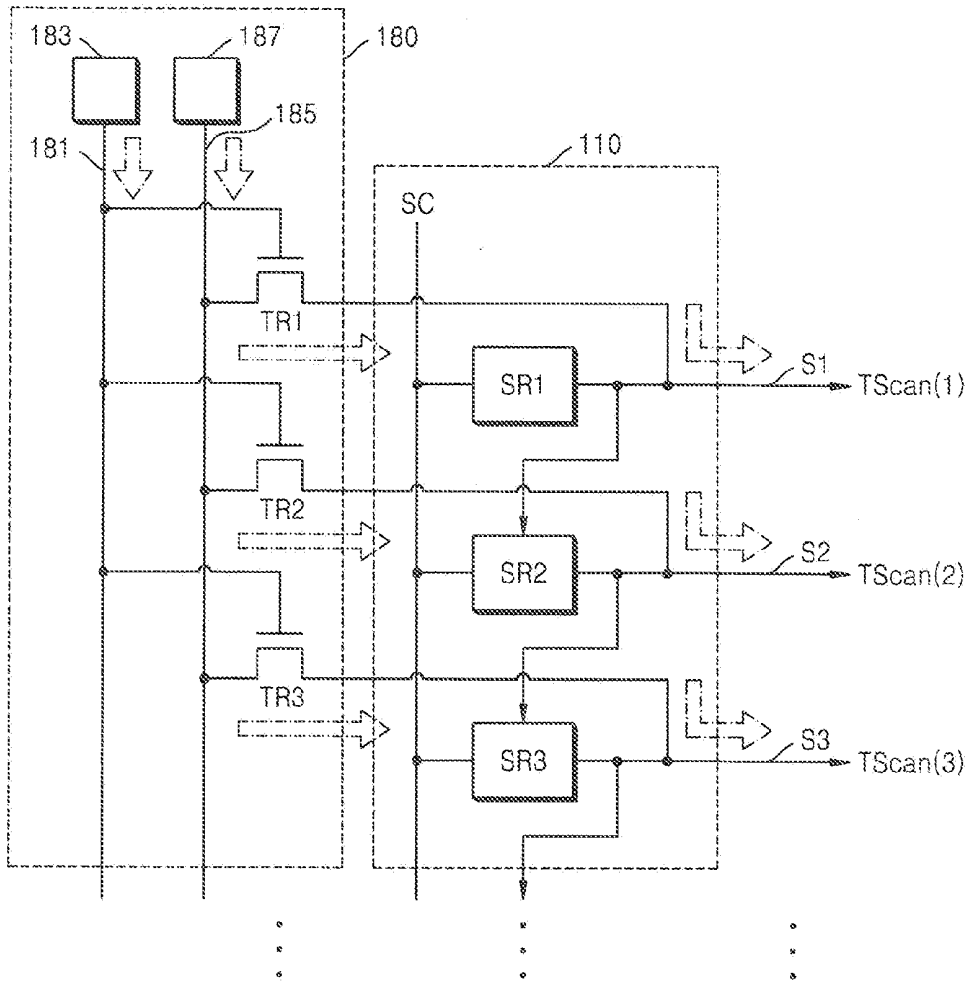 183
187
180
185
181
110
SC
TR1
SR1
S1
TScan(1)
TR2
SR2
S2
TScan(2)
TR3
SR3
S3
TScan(3)